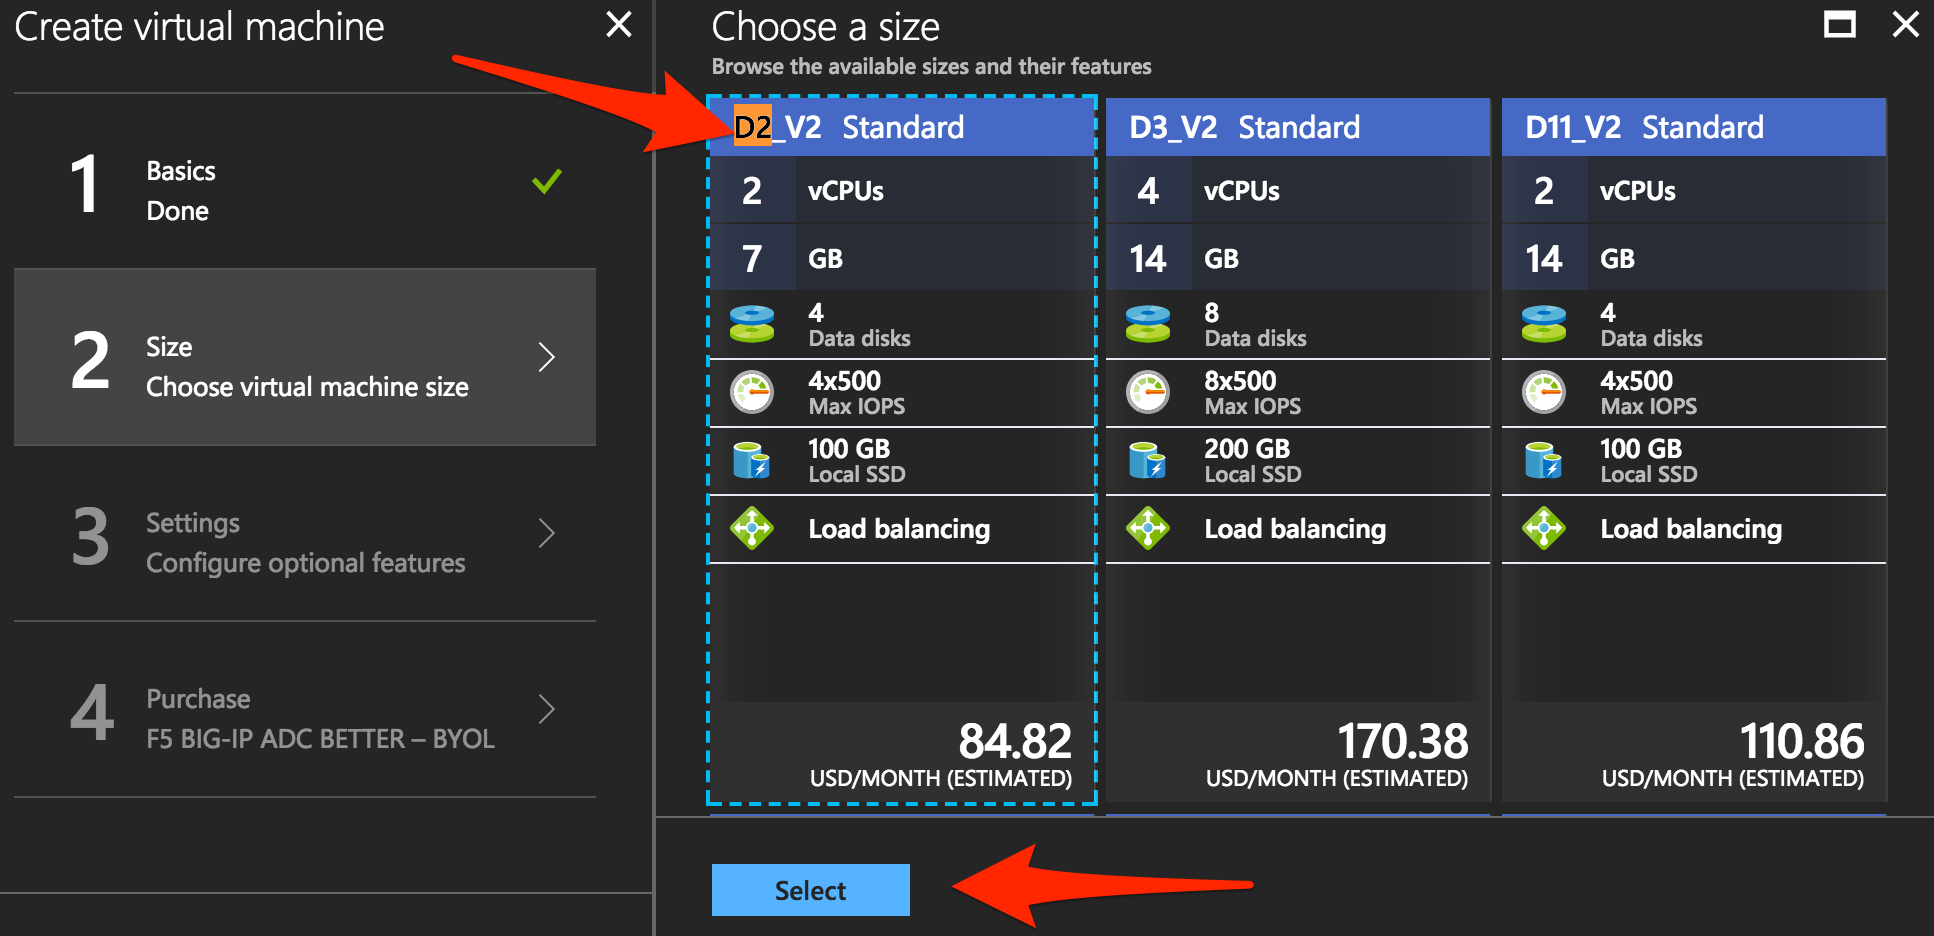 Create virtual machine
1
Basics
Done
2
Size
Choose virtual machine size
3
Settings
Configure optional features
4
Purchase
F5 BIG-IP ADC BETTER – BYOL
Choose a size
Browse the available sizes and their features
D2_V2 Standard
2 vCPUs
7 GB
4
Data disks
4x500
Max IOPS
100 GB
Local SSD
Load balancing
84.82
USD/MONTH (ESTIMATED)
D3_V2 Standard
4 vCPUs
14 GB
8
Data disks
8x500
Max IOPS
200 GB
Local SSD
Load balancing
170.38
USD/MONTH (ESTIMATED)
D11_V2 Standard
2 vCPUs
14 GB
4
Data disks
4x500
Max IOPS
100 GB
Local SSD
Load balancing
110.86
USD/MONTH (ESTIMATED)
Select